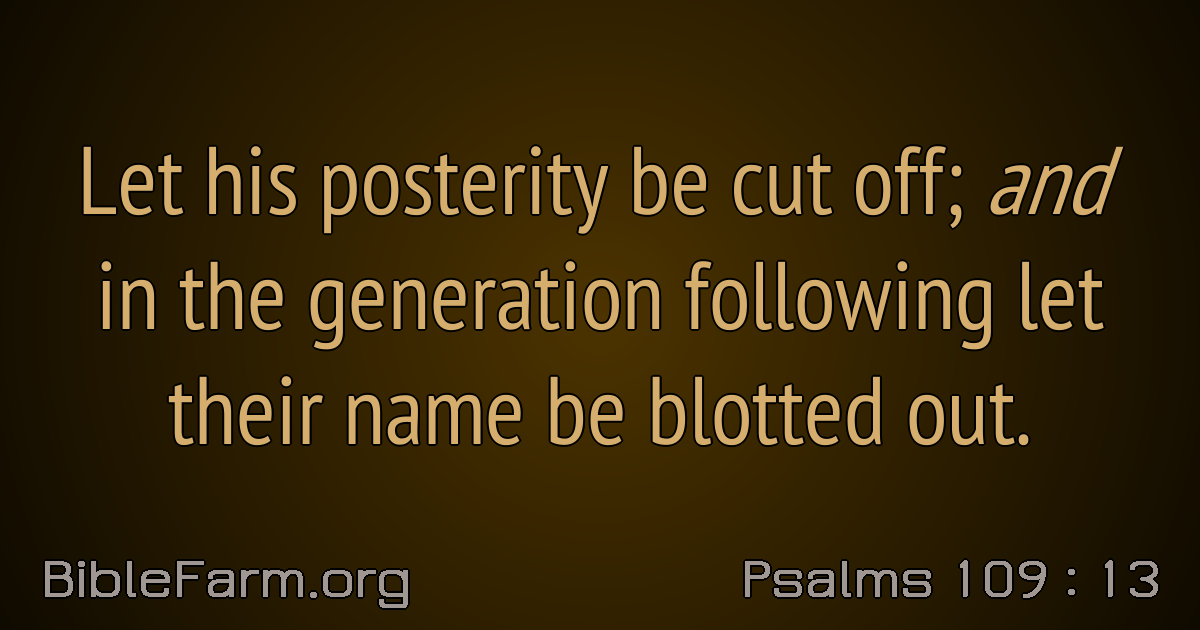 Let his posterity be cut off; and
in the generation following let
their name be blotted out.
BibleFarm.org
Psalms 109 : 13